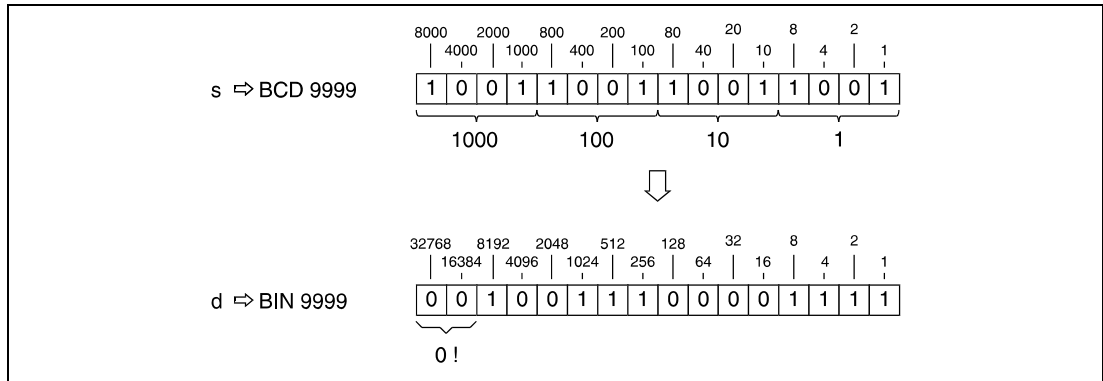 8000 2000 800 200 80 20 8 2
4000 1000 400 100 40 10 4 1
s ⇨ BCD 9999 1 0 0 1 1 0 0 1 1 0 0 1 1 0 0 1
1000 100 10 1
32768 8192 2048 512 128 32 8 2
16384 4096 1024 256 64 16 4 1
d ⇨ BIN 9999 0 0 1 0 0 1 1 1 0 0 0 0 1 1 1 1
0 !